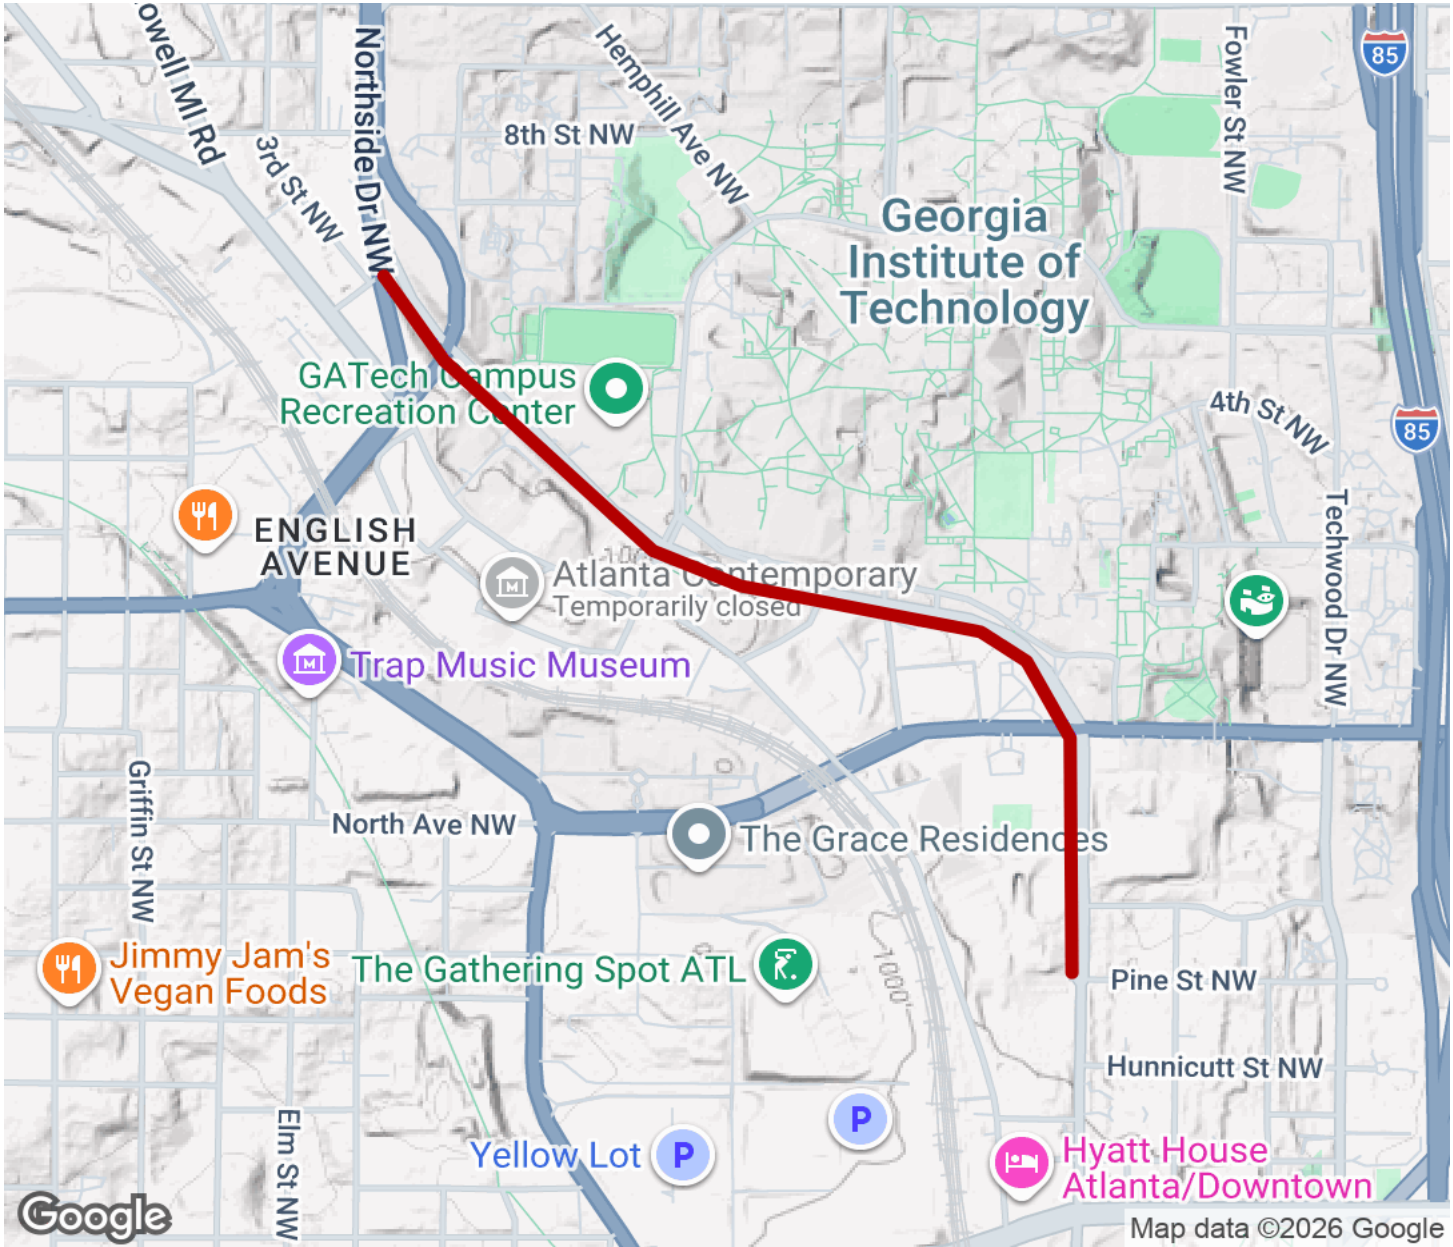 owell Ml Rd
Northside Dr NW
Hemphill Ave NW
Fowler St NW
85
3rd St NW
8th St NW
Georgia
Institute of
Technology
GATech Campus
Recreation Center
4th St NW
85
ENGLISH
AVENUE
Techwood Dr NW
Atlanta Contemporary
Temporarily closed
Trap Music Museum
Griffin St NW
North Ave NW
The Grace Residences
Jimmy Jam's
Vegan Foods
The Gathering Spot ATL
1000'
Pine St NW
Hunnicutt St NW
Elm St NW
Yellow Lot
P
P
Hyatt House
Atlanta/Downtown
Google
Map data ©2026 Google